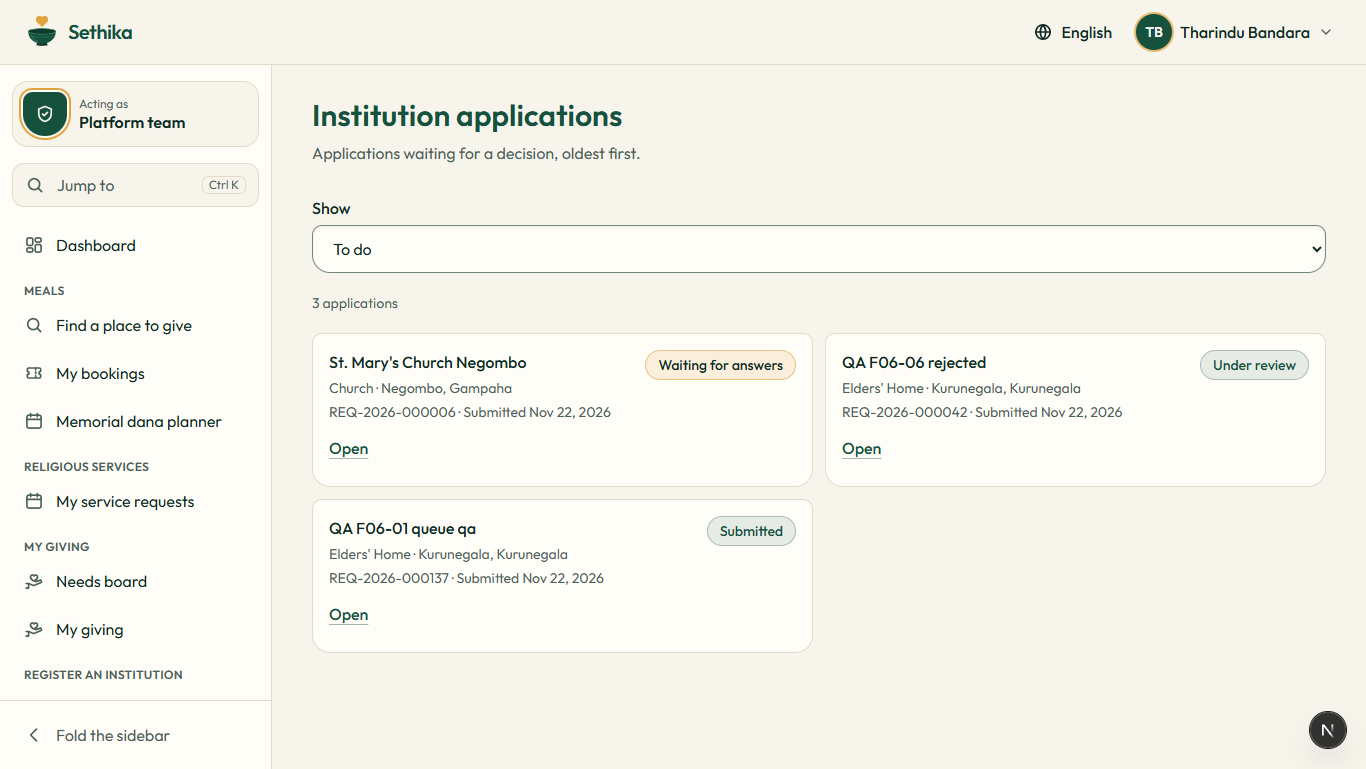 Sethika
English
TB
Tharindu Bandara
Acting as
Platform team
Jump to
Ctrl K
Dashboard
MEALS
Find a place to give
My bookings
Memorial dana planner
RELIGIOUS SERVICES
My service requests
MY GIVING
Needs board
My giving
REGISTER AN INSTITUTION
Fold the sidebar
Institution applications
Applications waiting for a decision, oldest first.
Show
To do
3 applications
St. Mary's Church Negombo
Waiting for answers
Church · Negombo, Gampaha
REQ-2026-000006 · Submitted Nov 22, 2026
Open
QA F06-06 rejected
Under review
Elders' Home · Kurunegala, Kurunegala
REQ-2026-000042 · Submitted Nov 22, 2026
Open
QA F06-01 queue qa
Submitted
Elders' Home · Kurunegala, Kurunegala
REQ-2026-000137 · Submitted Nov 22, 2026
Open
N